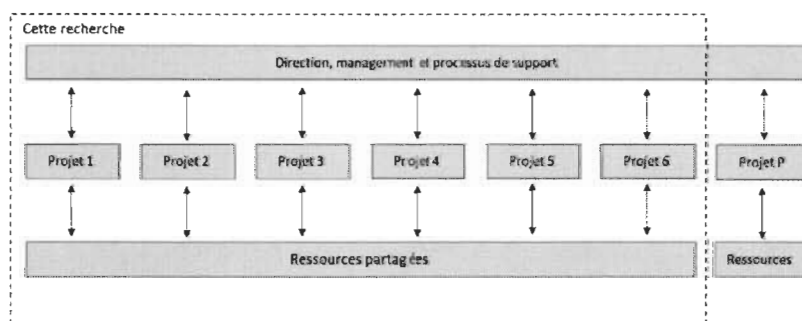 Cette recherche
Direction, management et processus de support
Projet 1 Projet 2 Projet 3 Projet 4 Projet 5 Projet 6 Projet P
Ressources partagées Ressources